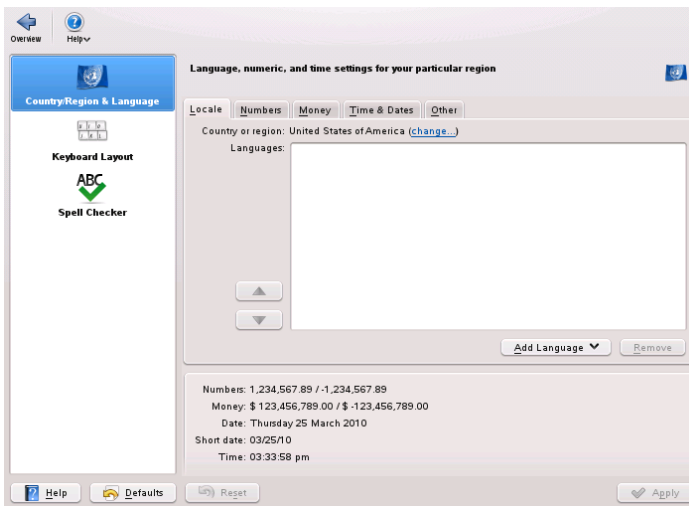 Overview Help
Language, numeric, and time settings for your particular region
Country/Region & Language
Locale Numbers Money Time & Dates Other
Country or region: United States of America (change...)
Languages:
Keyboard Layout
ABC
Spell Checker
Add Language Remove
Numbers: 1,234,567.89 / -1,234,567.89
Money: $ 123,456,789.00 / $ -123,456,789.00
Date: Thursday 25 March 2010
Short date: 03/25/10
Time: 03:33:58 pm
Help Defaults Reset Apply